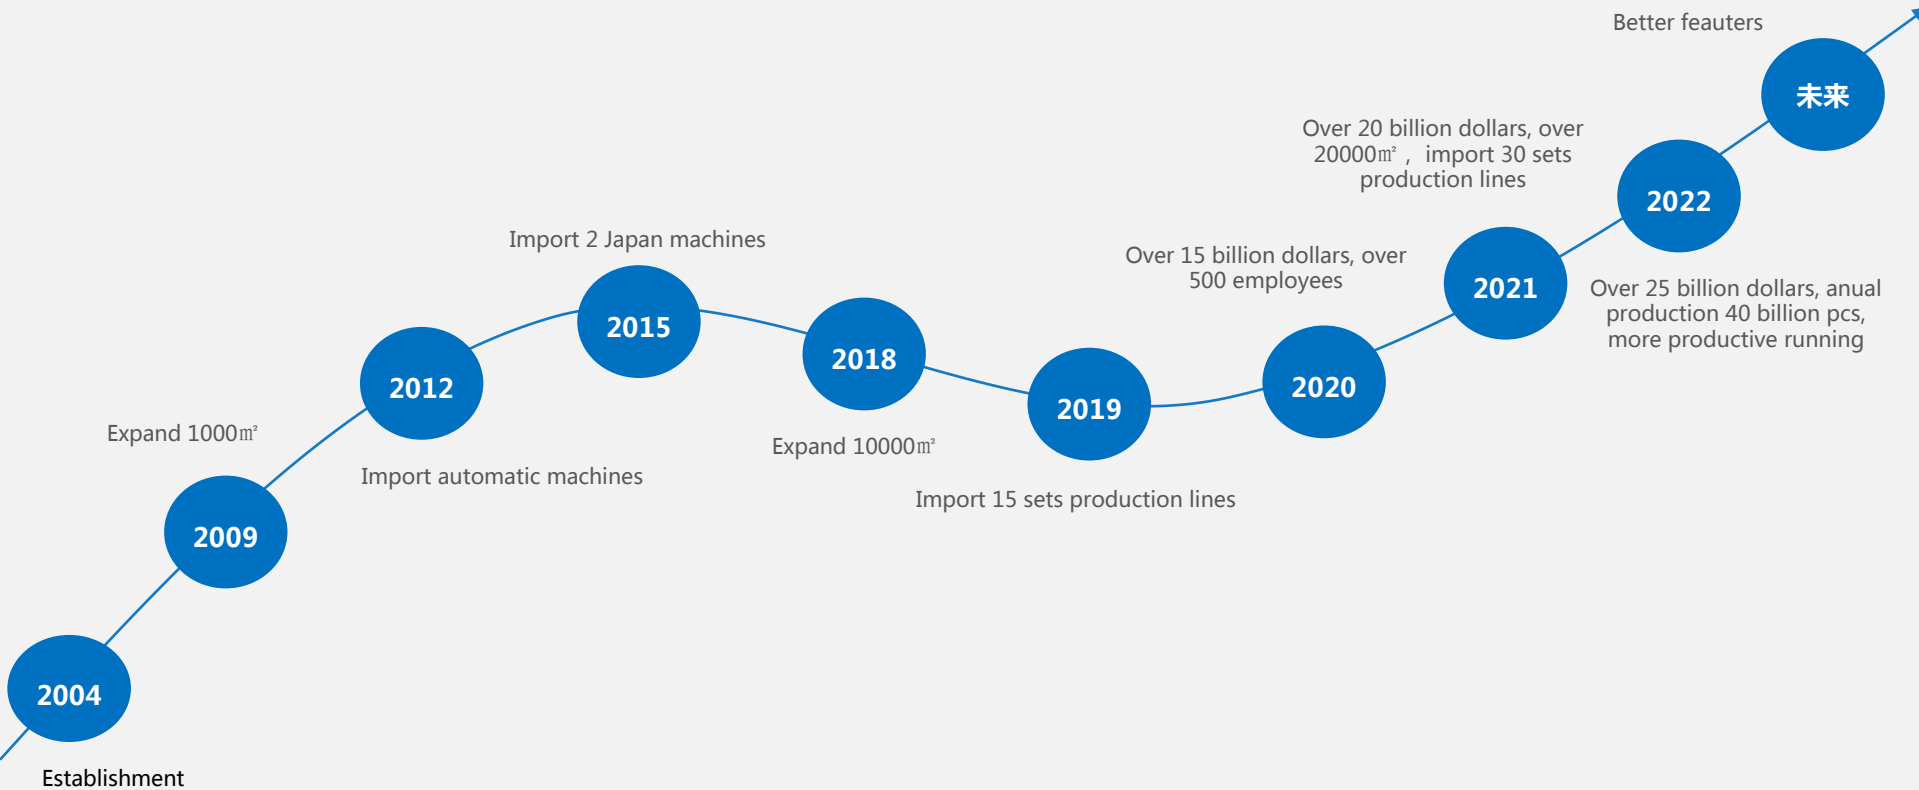 2004
Establishment
2009
Expand 1000㎡
2012
Import automatic machines
2015
Import 2 Japan machines
2018
Expand 10000㎡
2019
Import 15 sets production lines
2020
Over 15 billion dollars, over
500 employees
2021
Over 20 billion dollars, over
20000㎡ ,  import 30 sets
production lines
2022
Over 25 billion dollars, anual
production 40 billion pcs,
more productive running
未来
Better feauters